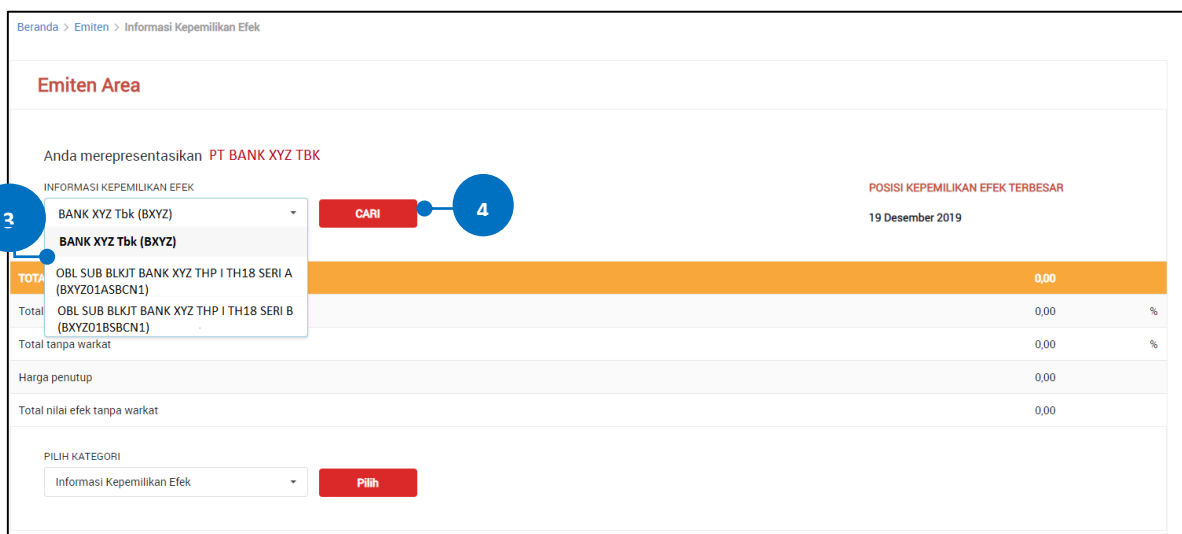 Beranda > Emiten > Informasi Kepemilikan Efek
Emiten Area
Anda merepresentasikan PT BANK XYZ TBK
INFORMASI KEPEMILIKAN EFEK
BANK XYZ Tbk (BXYZ)
CARI
4
3
POSISI KEPEMILIKAN EFEK TERBESAR
19 Desember 2019
BANK XYZ Tbk (BXYZ)
OBL SUB BLKJT BANK XYZ THP I TH18 SERI A
(BXYZ01ASBCN1)
OBL SUB BLKJT BANK XYZ THP I TH18 SERI B
(BXYZ01BSBCN1)
0,00
Total 0,00 %
Total tanpa warkat 0,00 %
Harga penutup 0,00
Total nilai efek tanpa warkat 0,00
PILIH KATEGORI
Informasi Kepemilikan Efek
Pilih